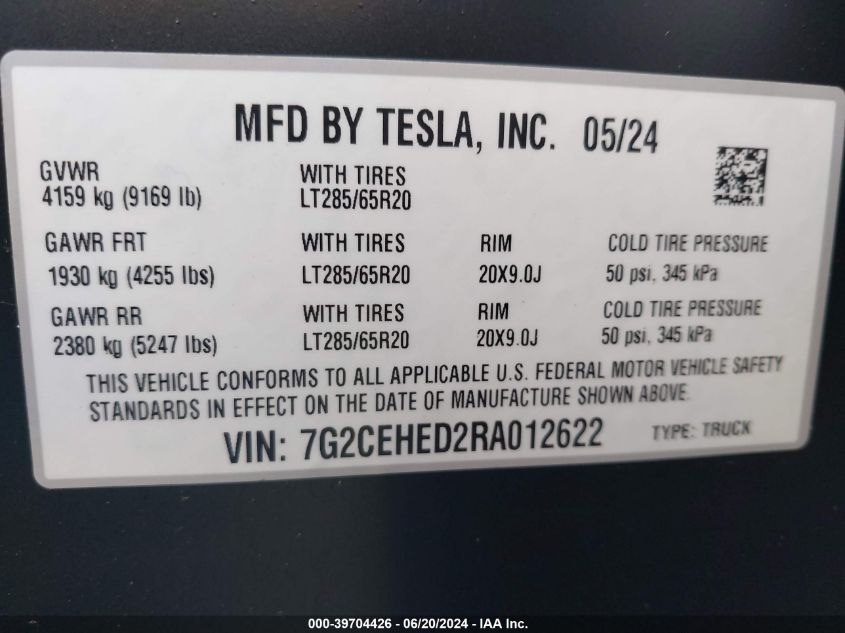 MFD BY TESLA, INC. 05/24
GVWR WITH TIRES
4159 kg (9169 lb) LT285/65R20
GAWR FRT WITH TIRES RIM COLD TIRE PRESSURE
1930 kg (4255 lbs) LT285/65R20 20X9.0J 50 psi, 345 kPa
GAWR RR WITH TIRES RIM COLD TIRE PRESSURE
2380 kg (5247 lbs) LT285/65R20 20X9.0J 50 psi, 345 kPa
THIS VEHICLE CONFORMS TO ALL APPLICABLE U.S. FEDERAL MOTOR VEHICLE SAFETY
STANDARDS IN EFFECT ON THE DATE OF MANUFACTURE SHOWN ABOVE.
VIN: 7G2CEHED2RA012622 TYPE: TRUCK
000-39704426 - 06/20/2024 - IAA Inc.